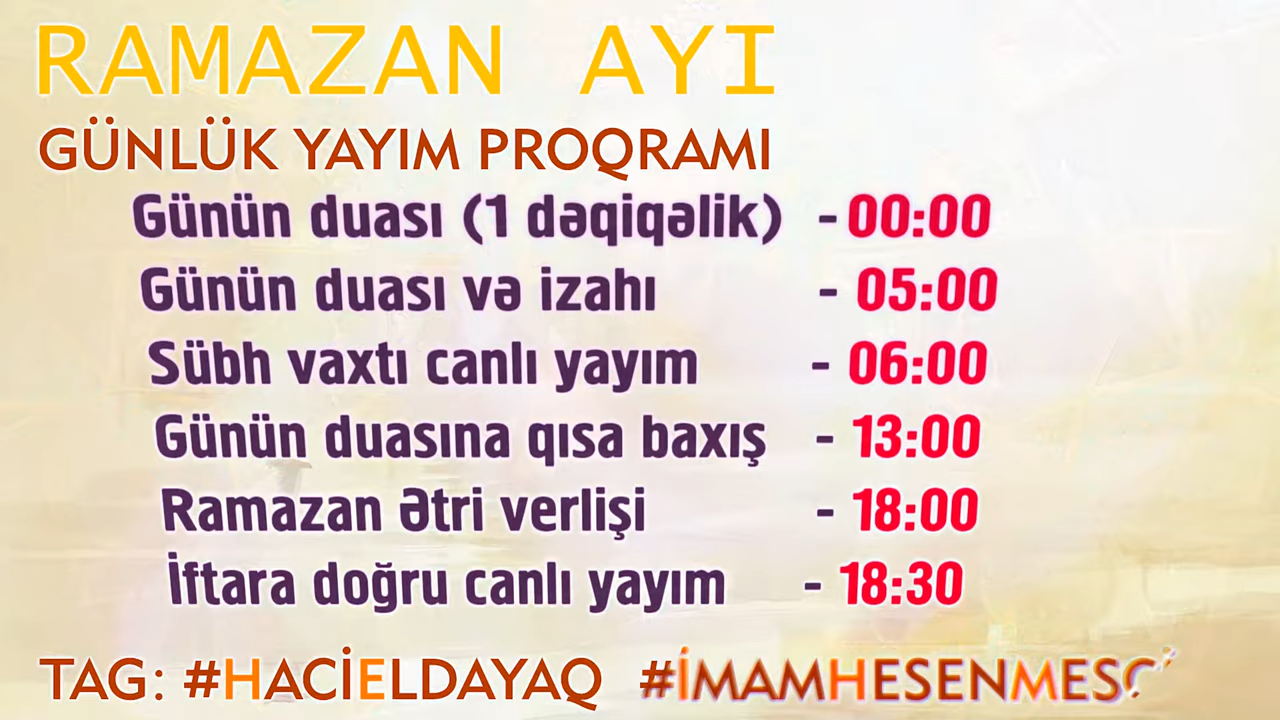 RAMAZAN AYI
GÜNLÜK YAYIM PROQRAMI
Günün duası (1 dəqiqəlik) - 00:00
Günün duası və izahı - 05:00
Sübh vaxtı canlı yayım - 06:00
Günün duasına qısa baxış - 13:00
Ramazan Ətri verlişi - 18:00
İftara doğru canlı yayım - 18:30
TAG: #HACİELDAYAQ